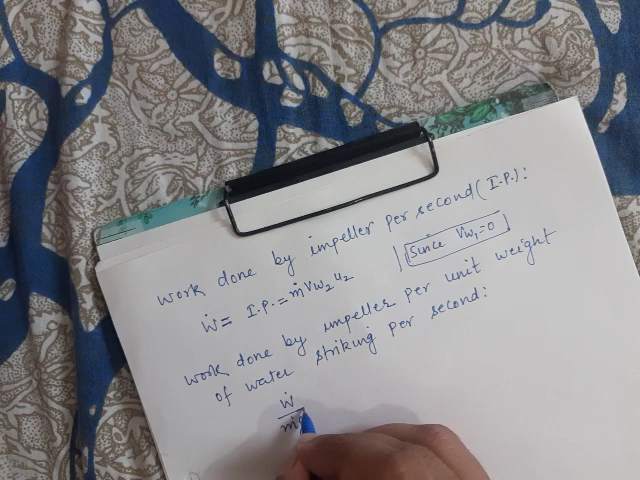 work done by impeller per second (I.P.):
Ẇ = I.P. = ṁ Vw₂ u₂ | Since Vw₁=0
work done by impeller per unit weight
of water striking per second:
Ẇ
ṁ